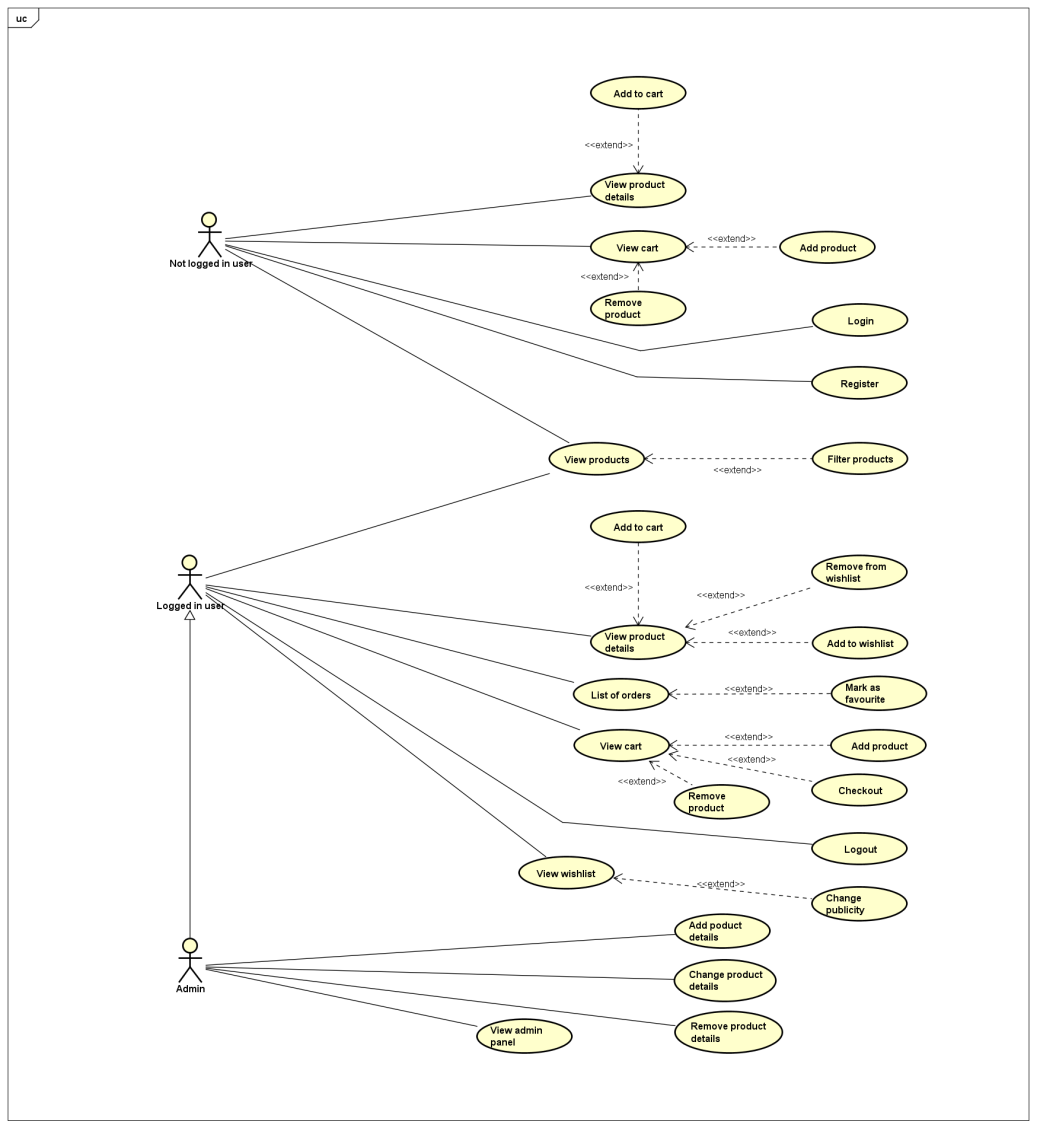 uc
Add to cart
<<extend>>
View product
details
View cart
<<extend>>
Add product
Not logged in user
<<extend>>
Remove
product
Login
Register
View products
<<extend>>
Filter products
Add to cart
<<extend>>
Remove from
wishlist
<<extend>>
Logged in user
View product
details
<<extend>>
Add to wishlist
List of orders
<<extend>>
Mark as
favourite
View cart
<<extend>>
Add product
<<extend>>
Checkout
<<extend>>
Remove
product
Logout
View wishlist
<<extend>>
Change
publicity
Add poduct
details
Admin
Change product
details
Remove product
details
View admin
panel